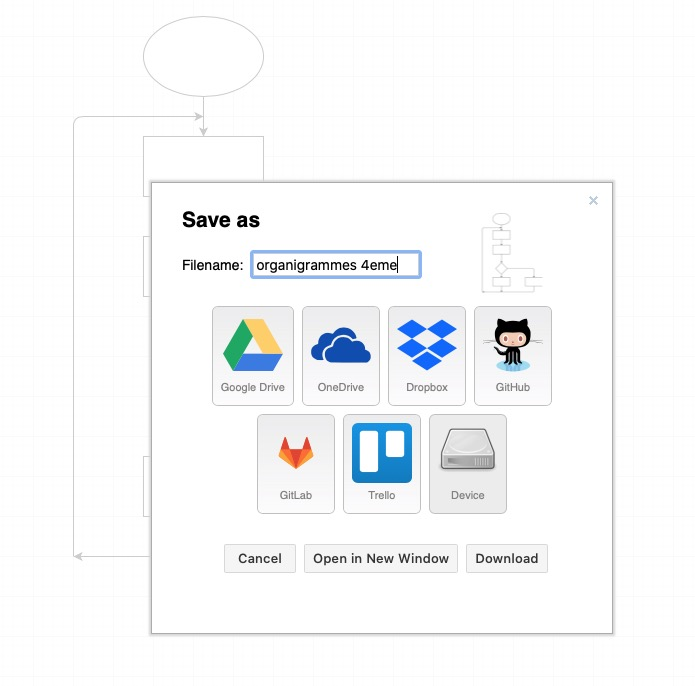 Save as
Filename: organigrammes 4eme
Google Drive OneDrive Dropbox GitHub
GitLab Trello Device
Cancel Open in New Window Download